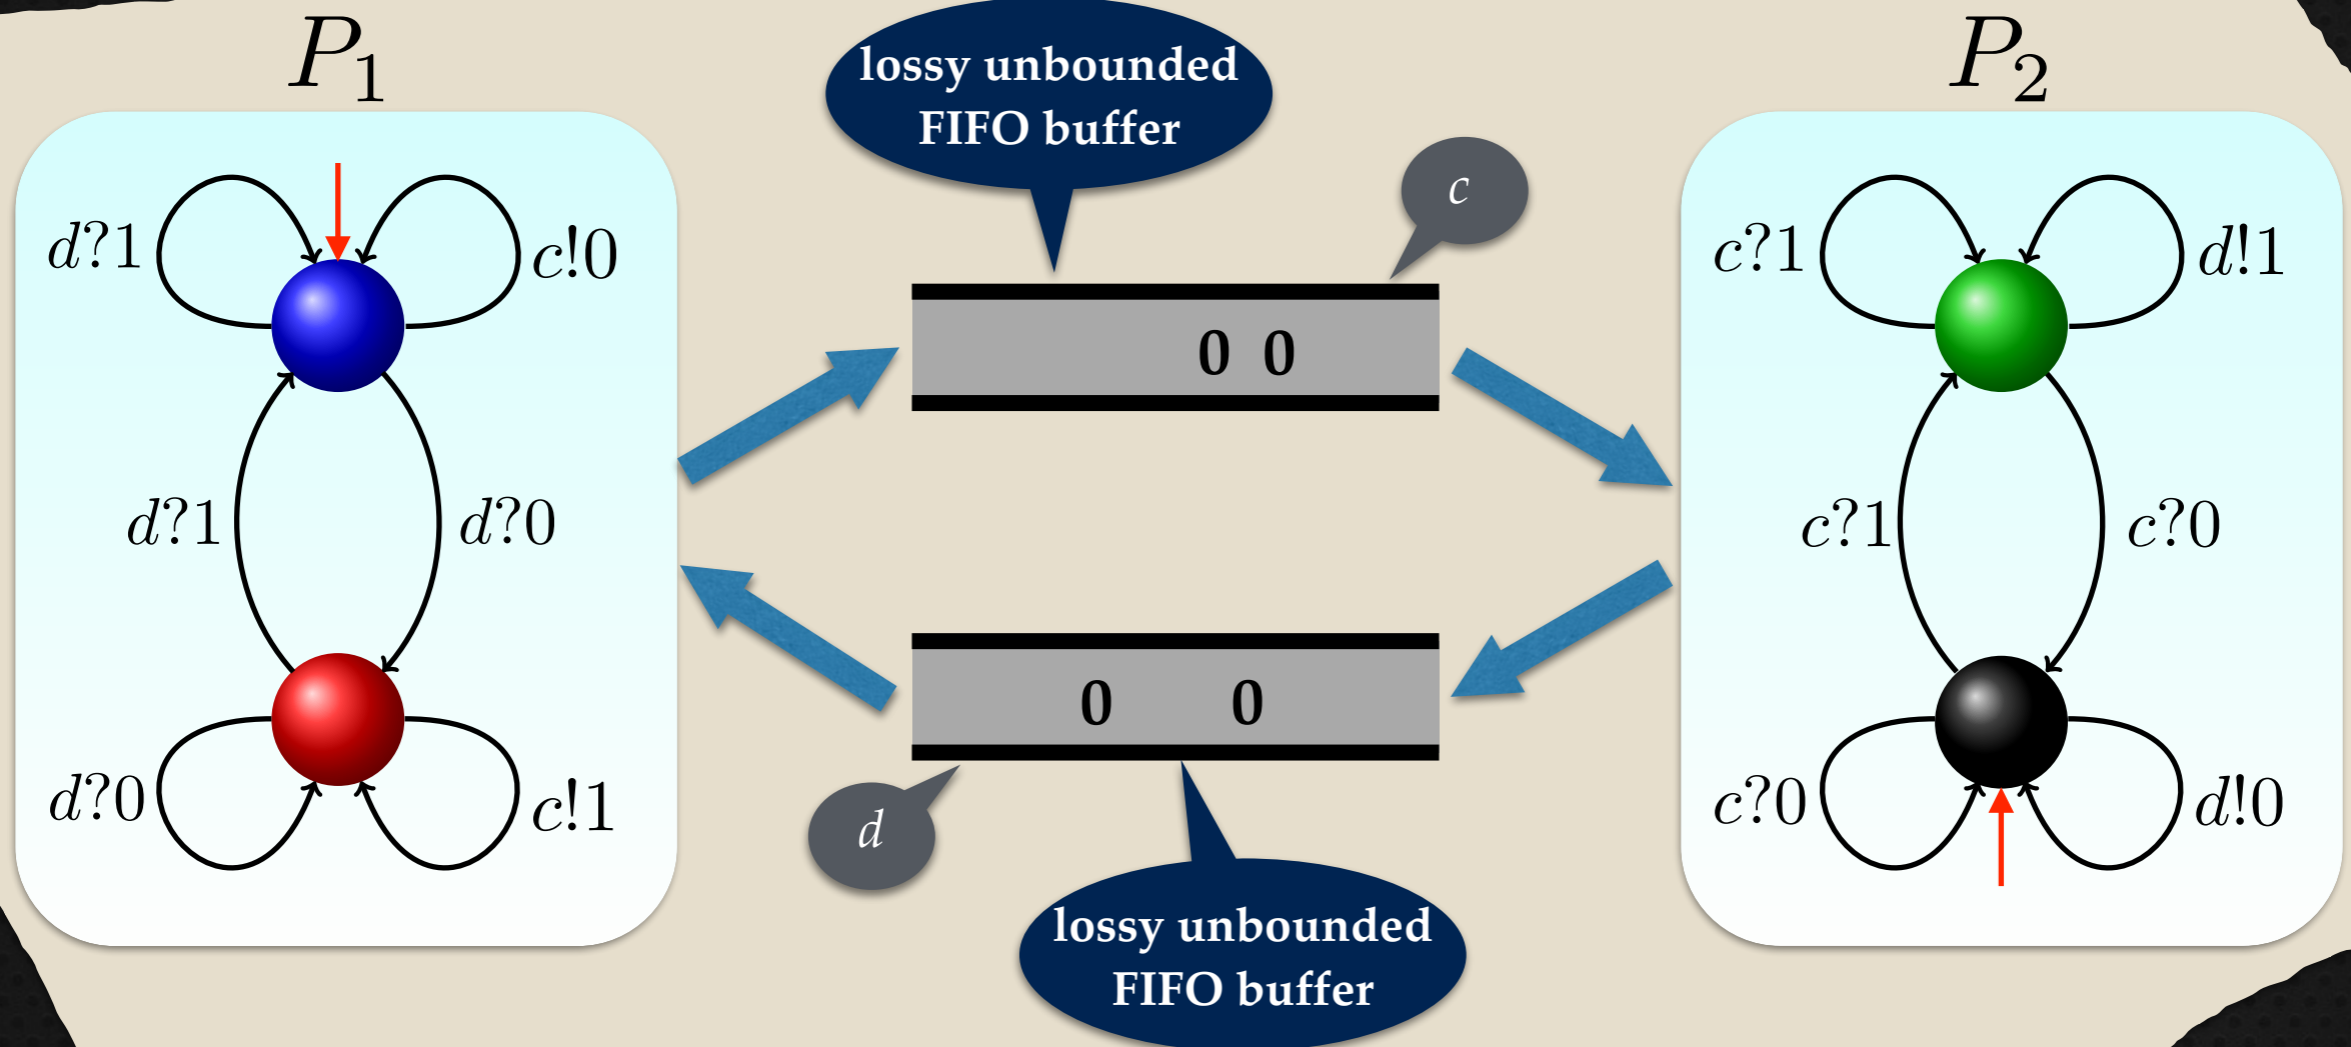 P₁
d?1
c!0
d?1
d?0
d?0
c!1
lossy unbounded
FIFO buffer
c
0 0
0 0
d
lossy unbounded
FIFO buffer
P₂
c?1
d!1
c?1
c?0
c?0
d!0